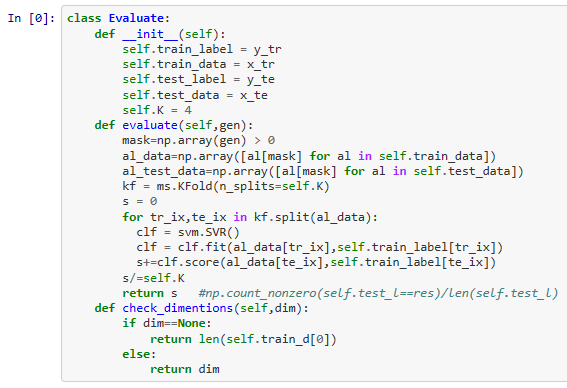 In [0]: class Evaluate:
    def __init__(self):
        self.train_label = y_tr
        self.train_data = x_tr
        self.test_label = y_te
        self.test_data = x_te
        self.K = 4
    def evaluate(self,gen):
        mask=np.array(gen) > 0
        al_data=np.array([al[mask] for al in self.train_data])
        al_test_data=np.array([al[mask] for al in self.test_data])
        kf = ms.KFold(n_splits=self.K)
        s = 0
        for tr_ix,te_ix in kf.split(al_data):
          clf = svm.SVR()
          clf = clf.fit(al_data[tr_ix],self.train_label[tr_ix])
          s+=clf.score(al_data[te_ix],self.train_label[te_ix])
        s/=self.K
        return s   #np.count_nonzero(self.test_l==res)/len(self.test_l)
    def check_dimentions(self,dim):
        if dim==None:
            return len(self.train_d[0])
        else:
            return dim